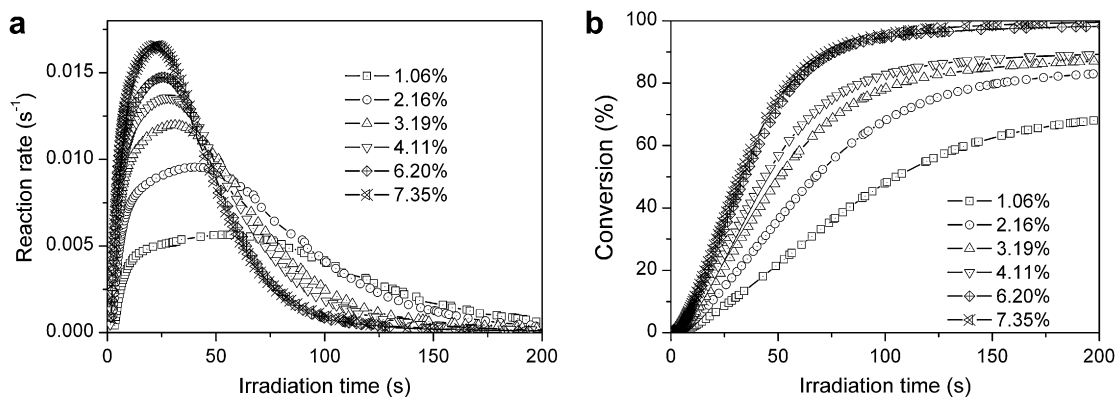 a
Reaction rate (s⁻¹)
0.015
0.010
0.005
0.000
0 50 100 150 200
Irradiation time (s)
1.06%
2.16%
3.19%
4.11%
6.20%
7.35%
b
Conversion (%)
100
80
60
40
20
0
0 50 100 150 200
Irradiation time (s)
1.06%
2.16%
3.19%
4.11%
6.20%
7.35%